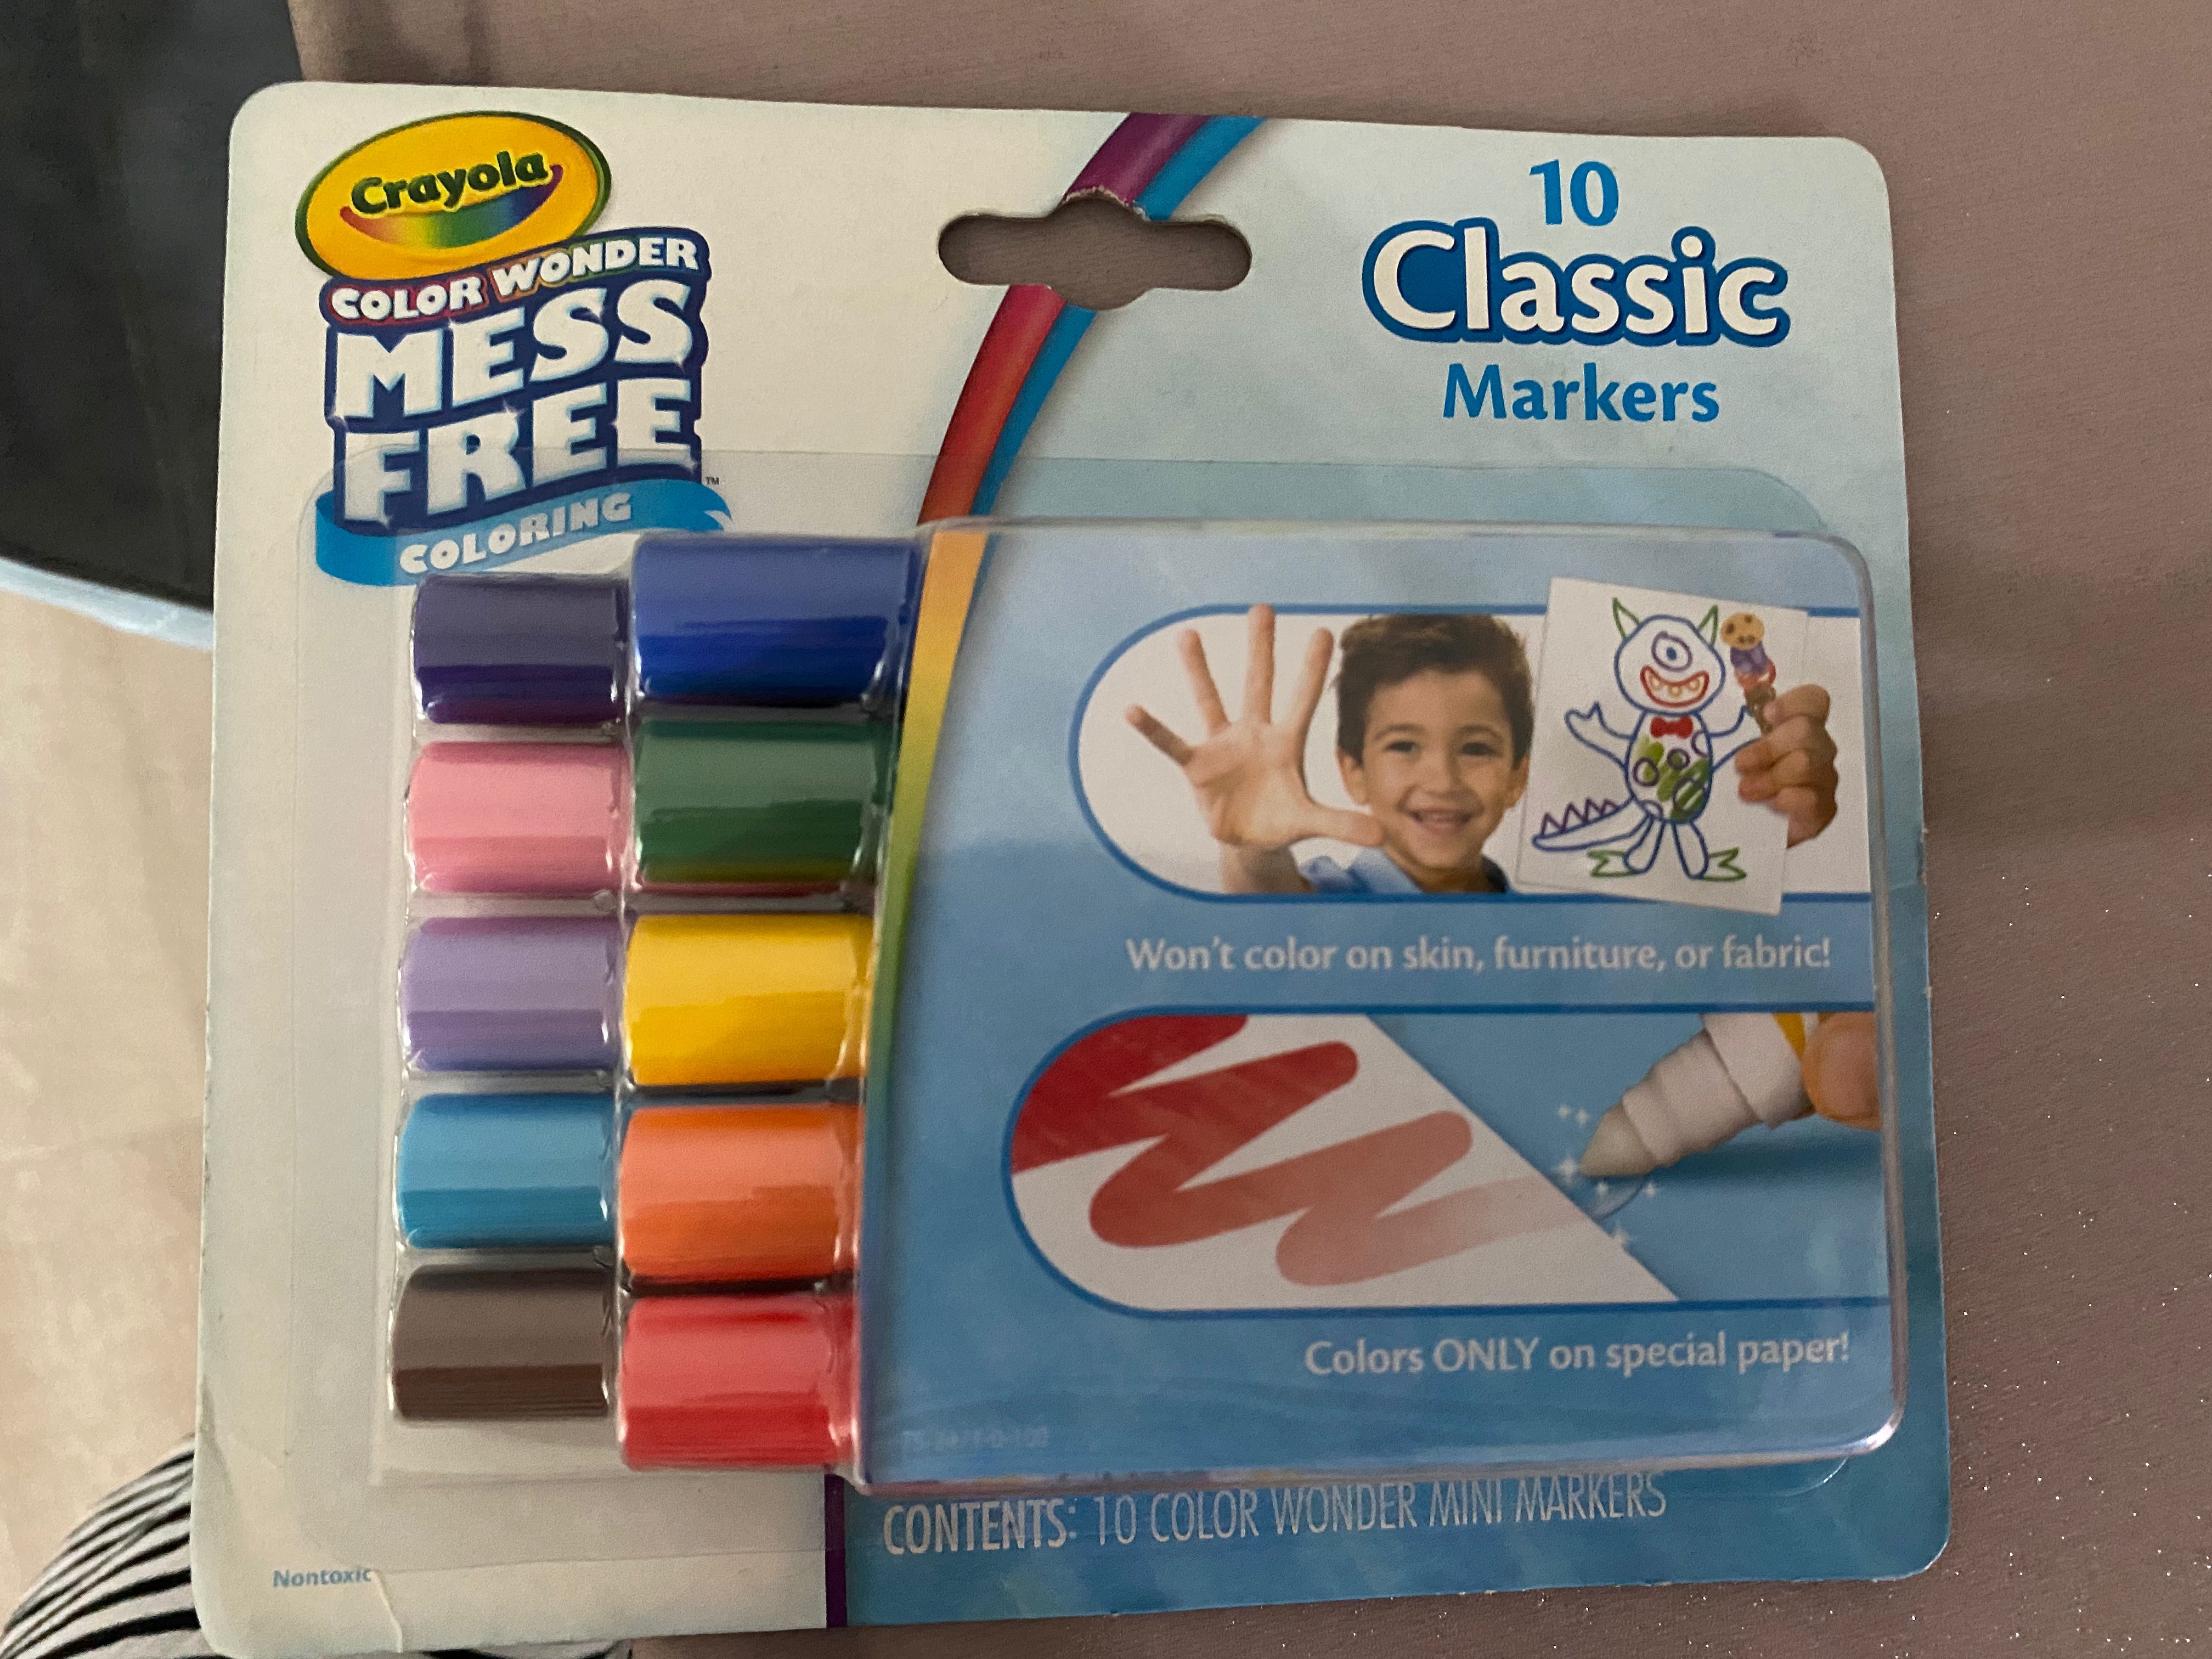 Crayola
COLOR WONDER
MESS
FREE
™
COLORING
10
Classic
Markers
Won't color on skin, furniture, or fabric!
Colors ONLY on special paper!
CONTENTS: 10 COLOR WONDER MINI MARKERS
Nontoxic